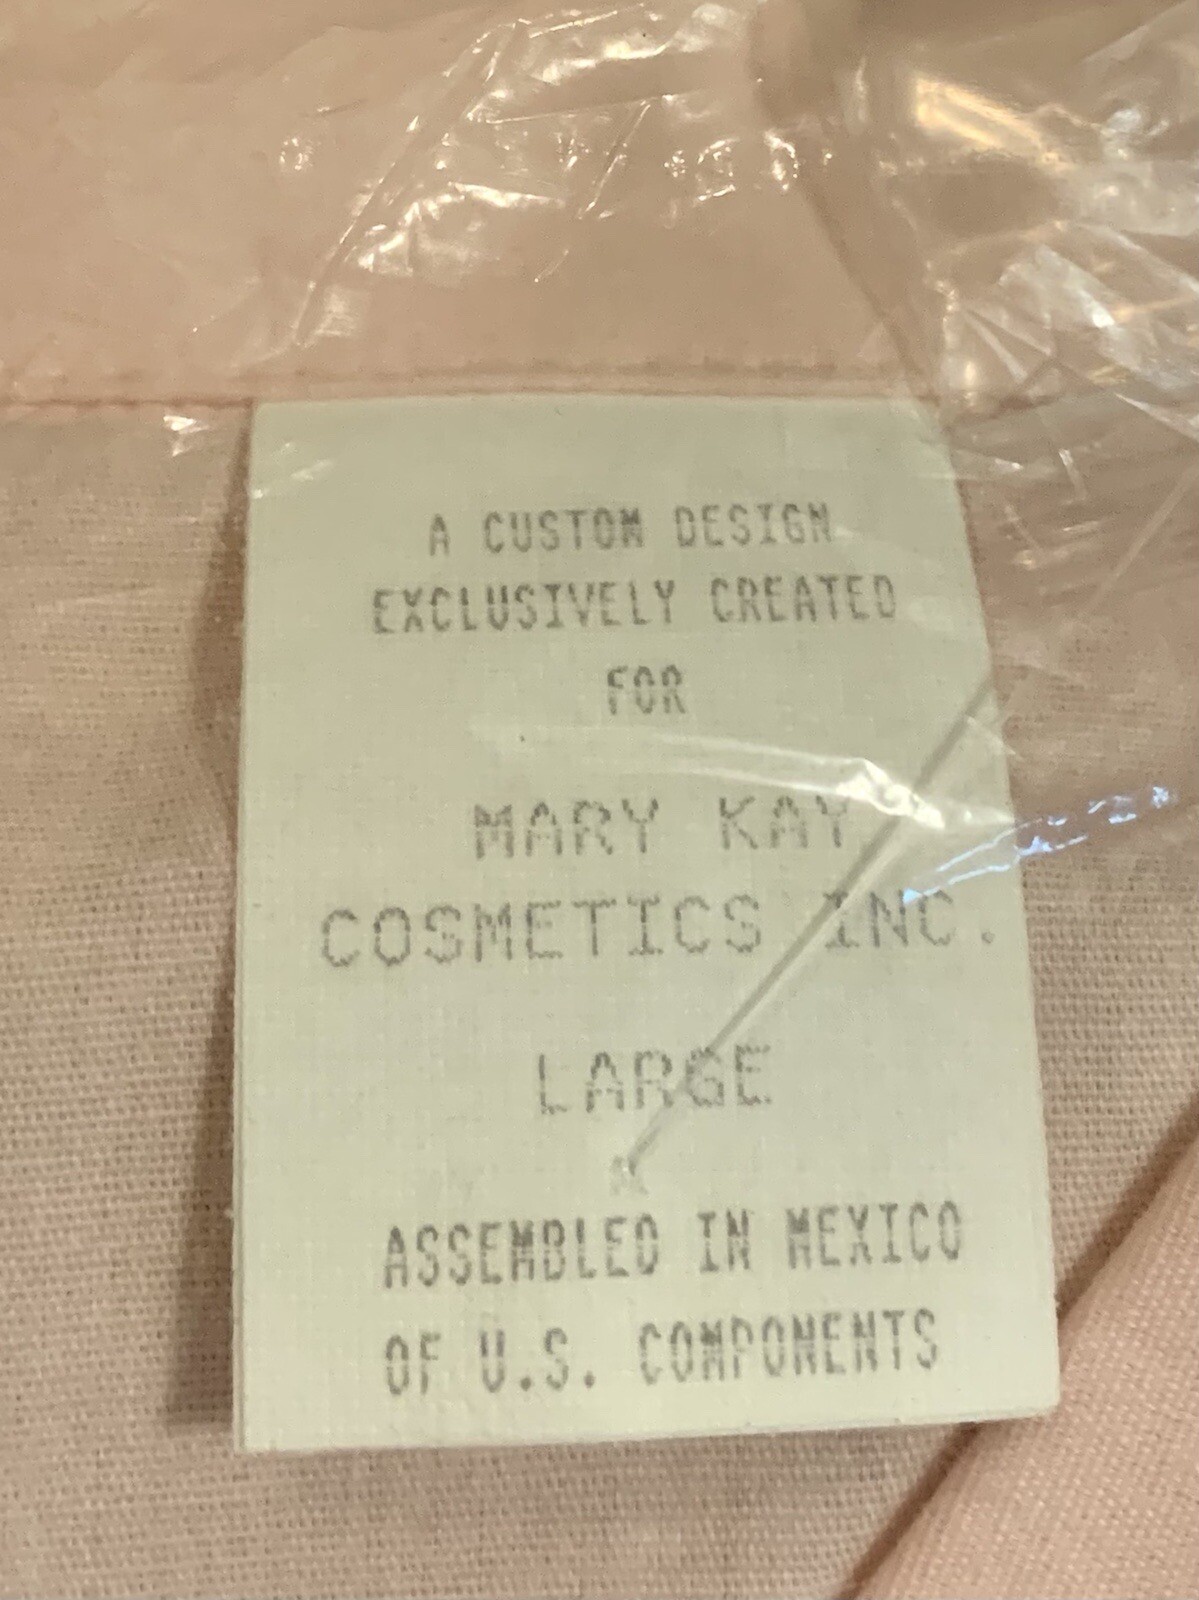 A CUSTOM DESIGN
EXCLUSIVELY CREATED
FOR
MARY KAY
COSMETICS INC.
LARGE
ASSEMBLED IN MEXICO
OF U.S. COMPONENTS